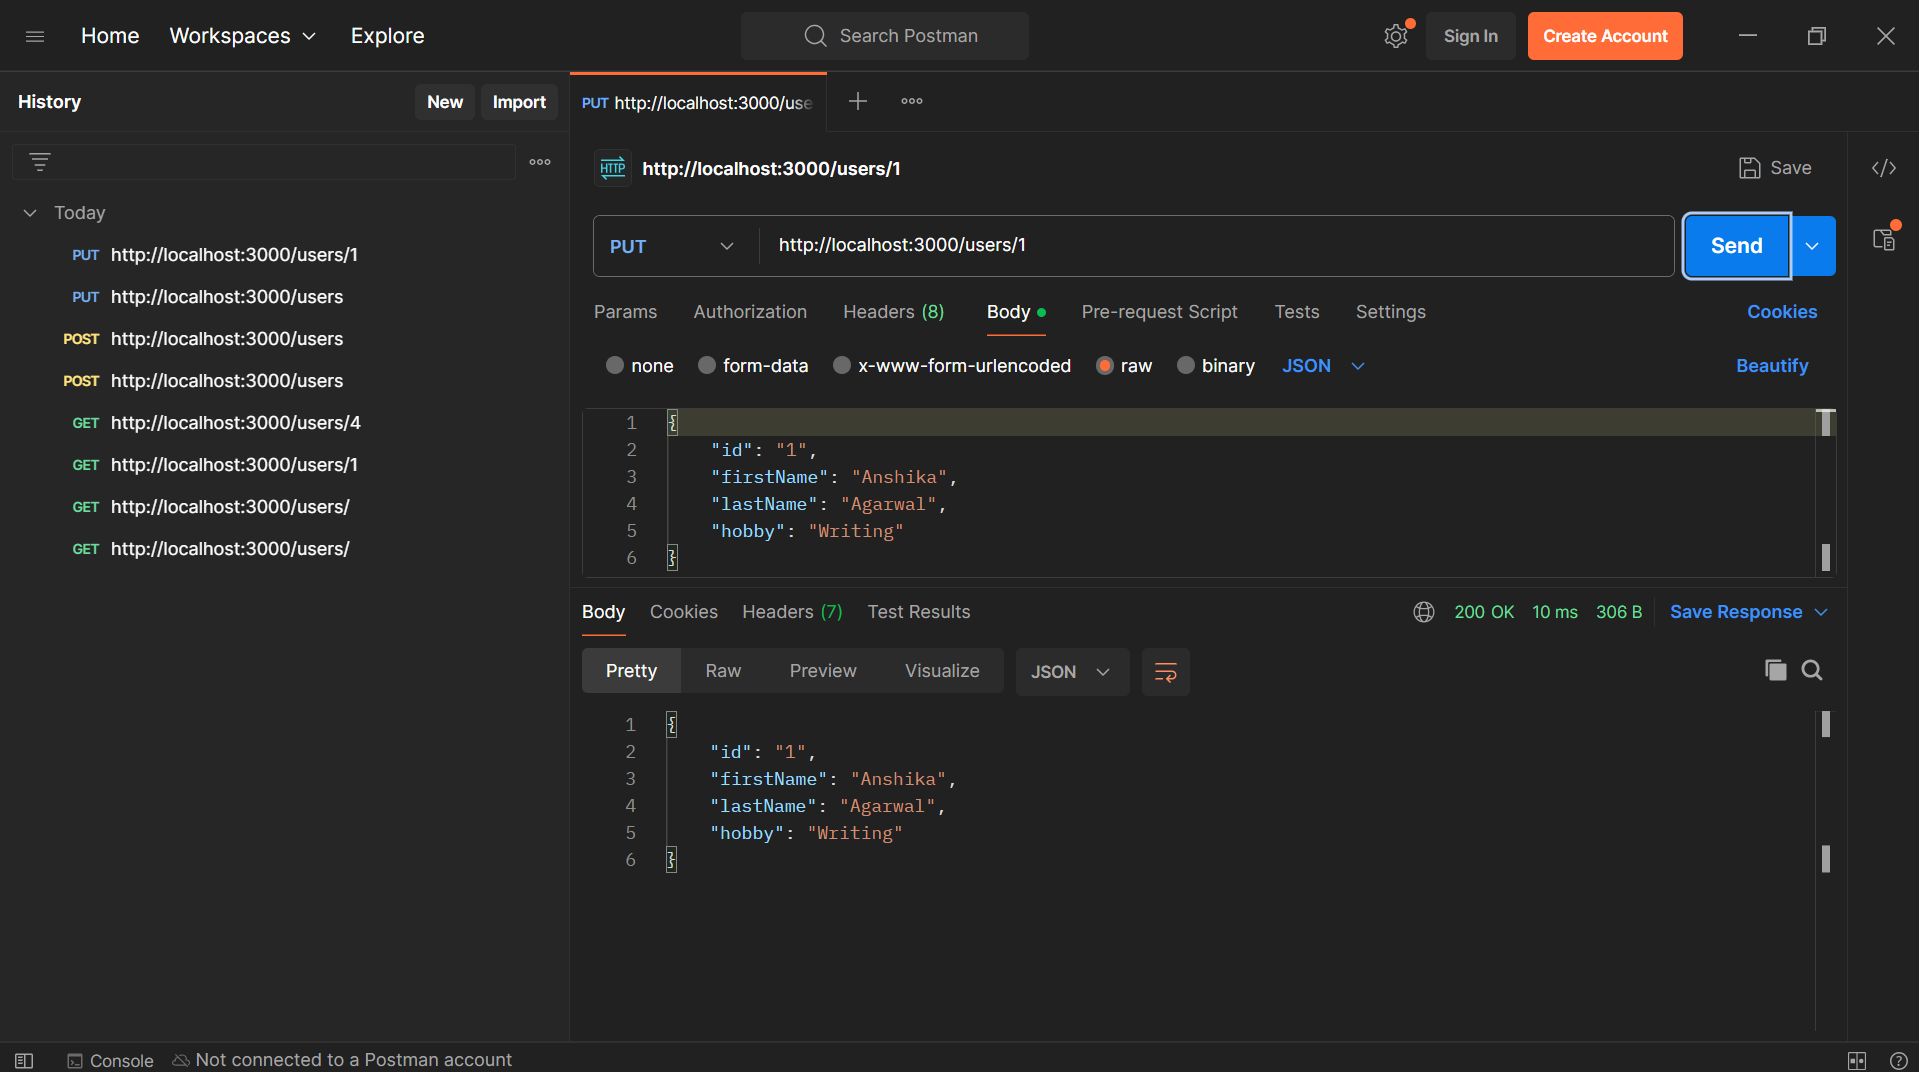 Home Workspaces Explore Search Postman Sign In Create Account
History New Import
PUT http://localhost:3000/use
HTTP http://localhost:3000/users/1 Save </>
Today
PUT http://localhost:3000/users/1
PUT http://localhost:3000/users
POST http://localhost:3000/users
POST http://localhost:3000/users
GET http://localhost:3000/users/4
GET http://localhost:3000/users/1
GET http://localhost:3000/users/
GET http://localhost:3000/users/
PUT http://localhost:3000/users/1 Send
Params Authorization Headers (8) Body Pre-request Script Tests Settings Cookies
none form-data x-www-form-urlencoded raw binary JSON Beautify
1 {
2 "id": "1",
3 "firstName": "Anshika",
4 "lastName": "Agarwal",
5 "hobby": "Writing"
6 }
Body Cookies Headers (7) Test Results 200 OK 10 ms 306 B Save Response
Pretty Raw Preview Visualize JSON
1 {
2 "id": "1",
3 "firstName": "Anshika",
4 "lastName": "Agarwal",
5 "hobby": "Writing"
6 }
Console Not connected to a Postman account ?